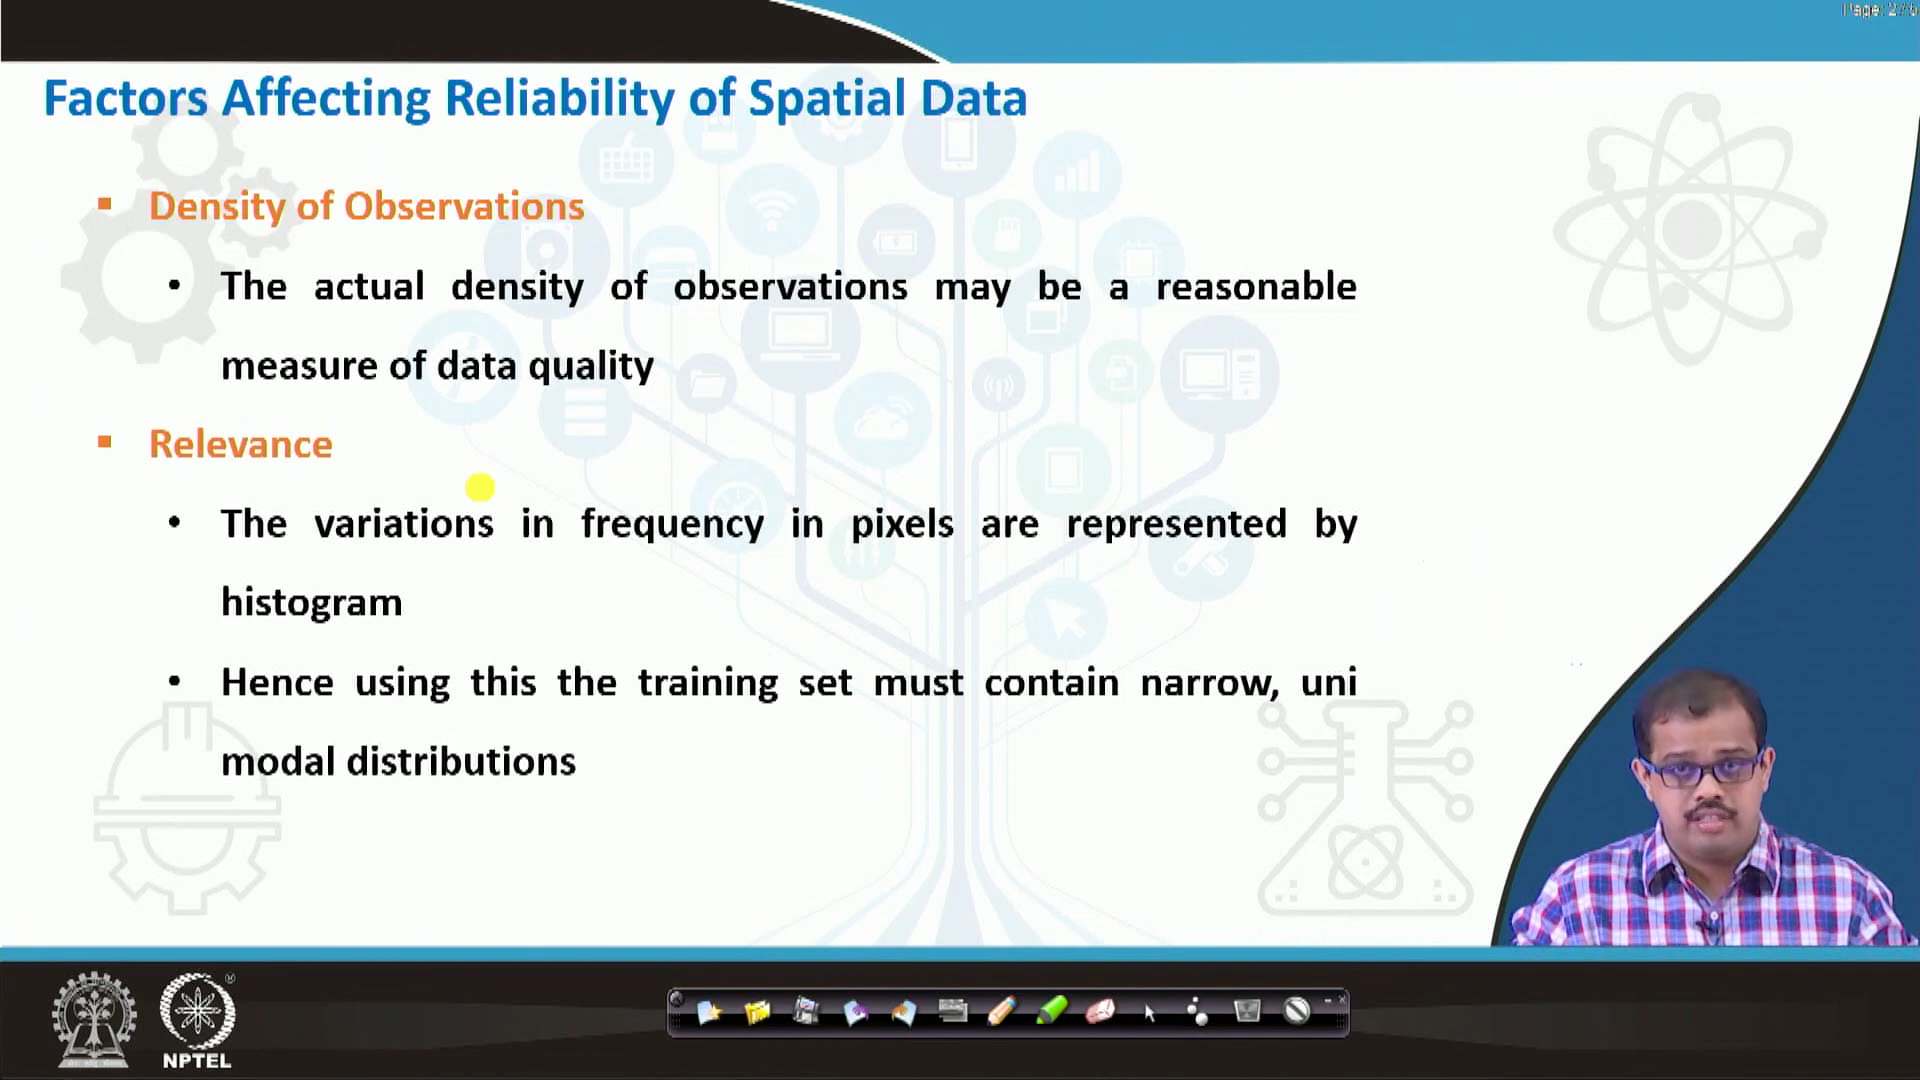 Factors Affecting Reliability of Spatial Data
▪ Density of Observations
• The actual density of observations may be a reasonable
measure of data quality
▪ Relevance
• The variations in frequency in pixels are represented by
histogram
• Hence using this the training set must contain narrow, uni
modal distributions
NPTEL